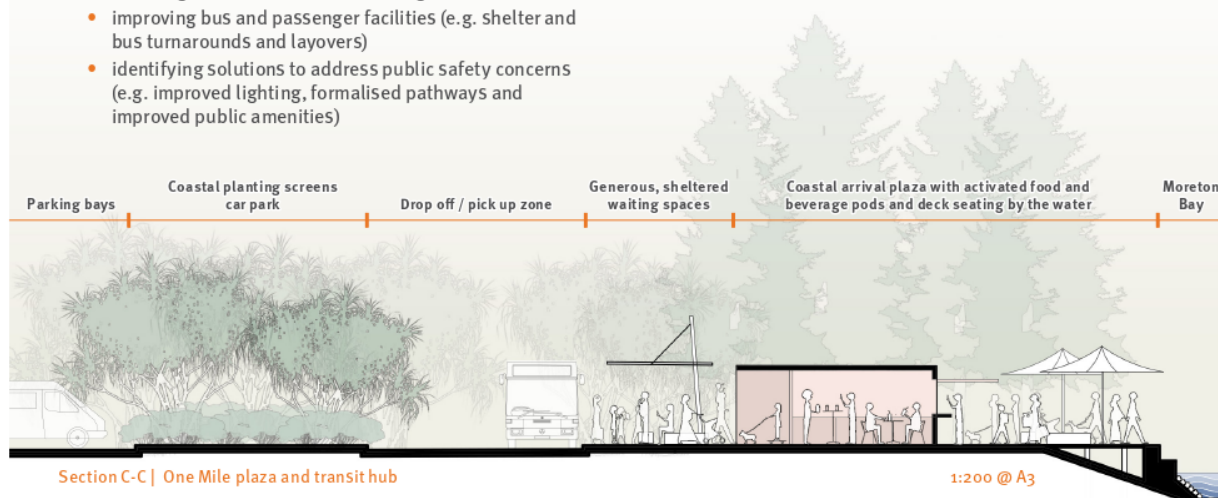 • improving bus and passenger facilities (e.g. shelter and
bus turnarounds and layovers)
• identifying solutions to address public safety concerns
(e.g. improved lighting, formalised pathways and
improved public amenities)
Parking bays
Coastal planting screens
car park
Drop off / pick up zone
Generous, sheltered
waiting spaces
Coastal arrival plaza with activated food and
beverage pods and deck seating by the water
Moreton
Bay
Section C-C | One Mile plaza and transit hub
1:200 @ A3